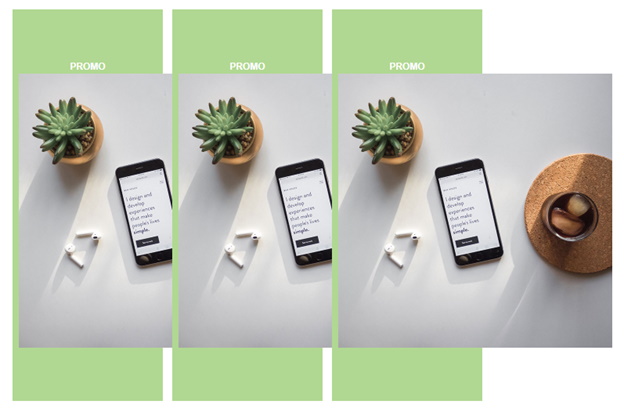 PROMO
PROMO
PROMO
I design and
develop
experiences
that make
people's lives
simple.
I design and
develop
experiences
that make
people's lives
simple.
I design and
develop
experiences
that make
people's lives
simple.